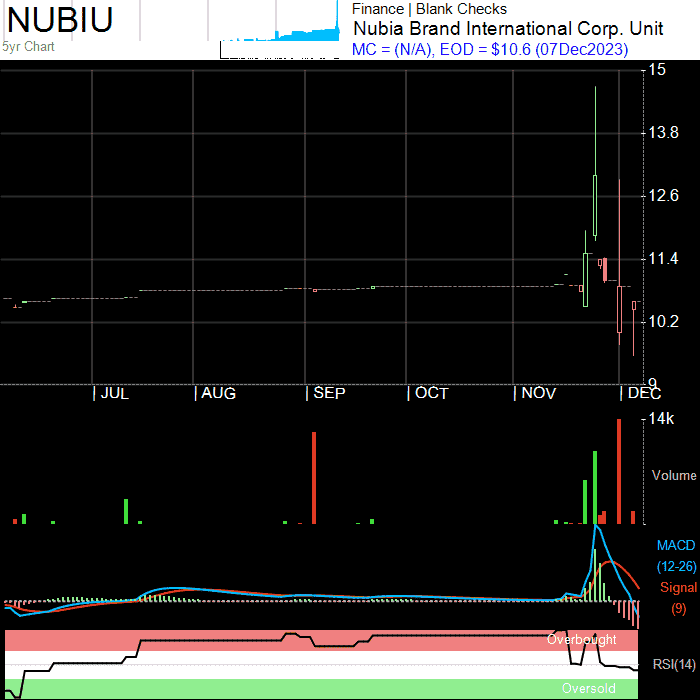 NUBIU
5yr Chart
Finance | Blank Checks
Nubia Brand International Corp. Unit
MC = (N/A), EOD = $10.6 (07Dec2023)
15
13.8
12.6
11.4
10.2
9
JUL AUG SEP OCT NOV DEC
14k
Volume
MACD
(12-26)
Signal
(9)
Overbought
RSI(14)
Oversold